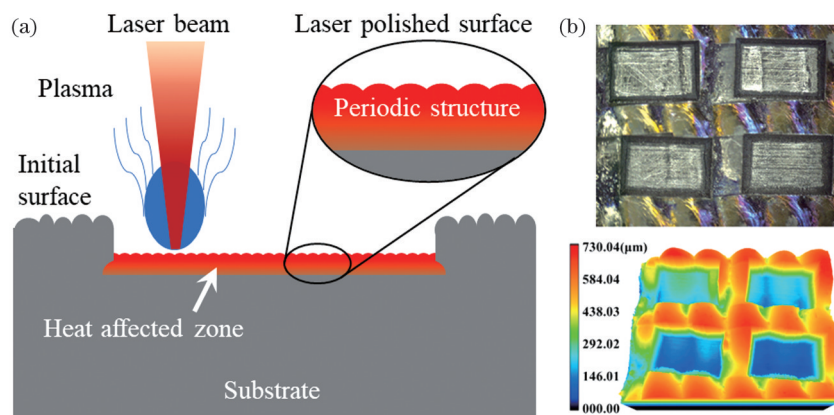 (a)
Laser beam
Laser polished surface
Plasma
Periodic structure
Initial
surface
Heat affected zone
Substrate
(b)
730.04(μm)
584.04
438.03
292.02
146.01
000.00